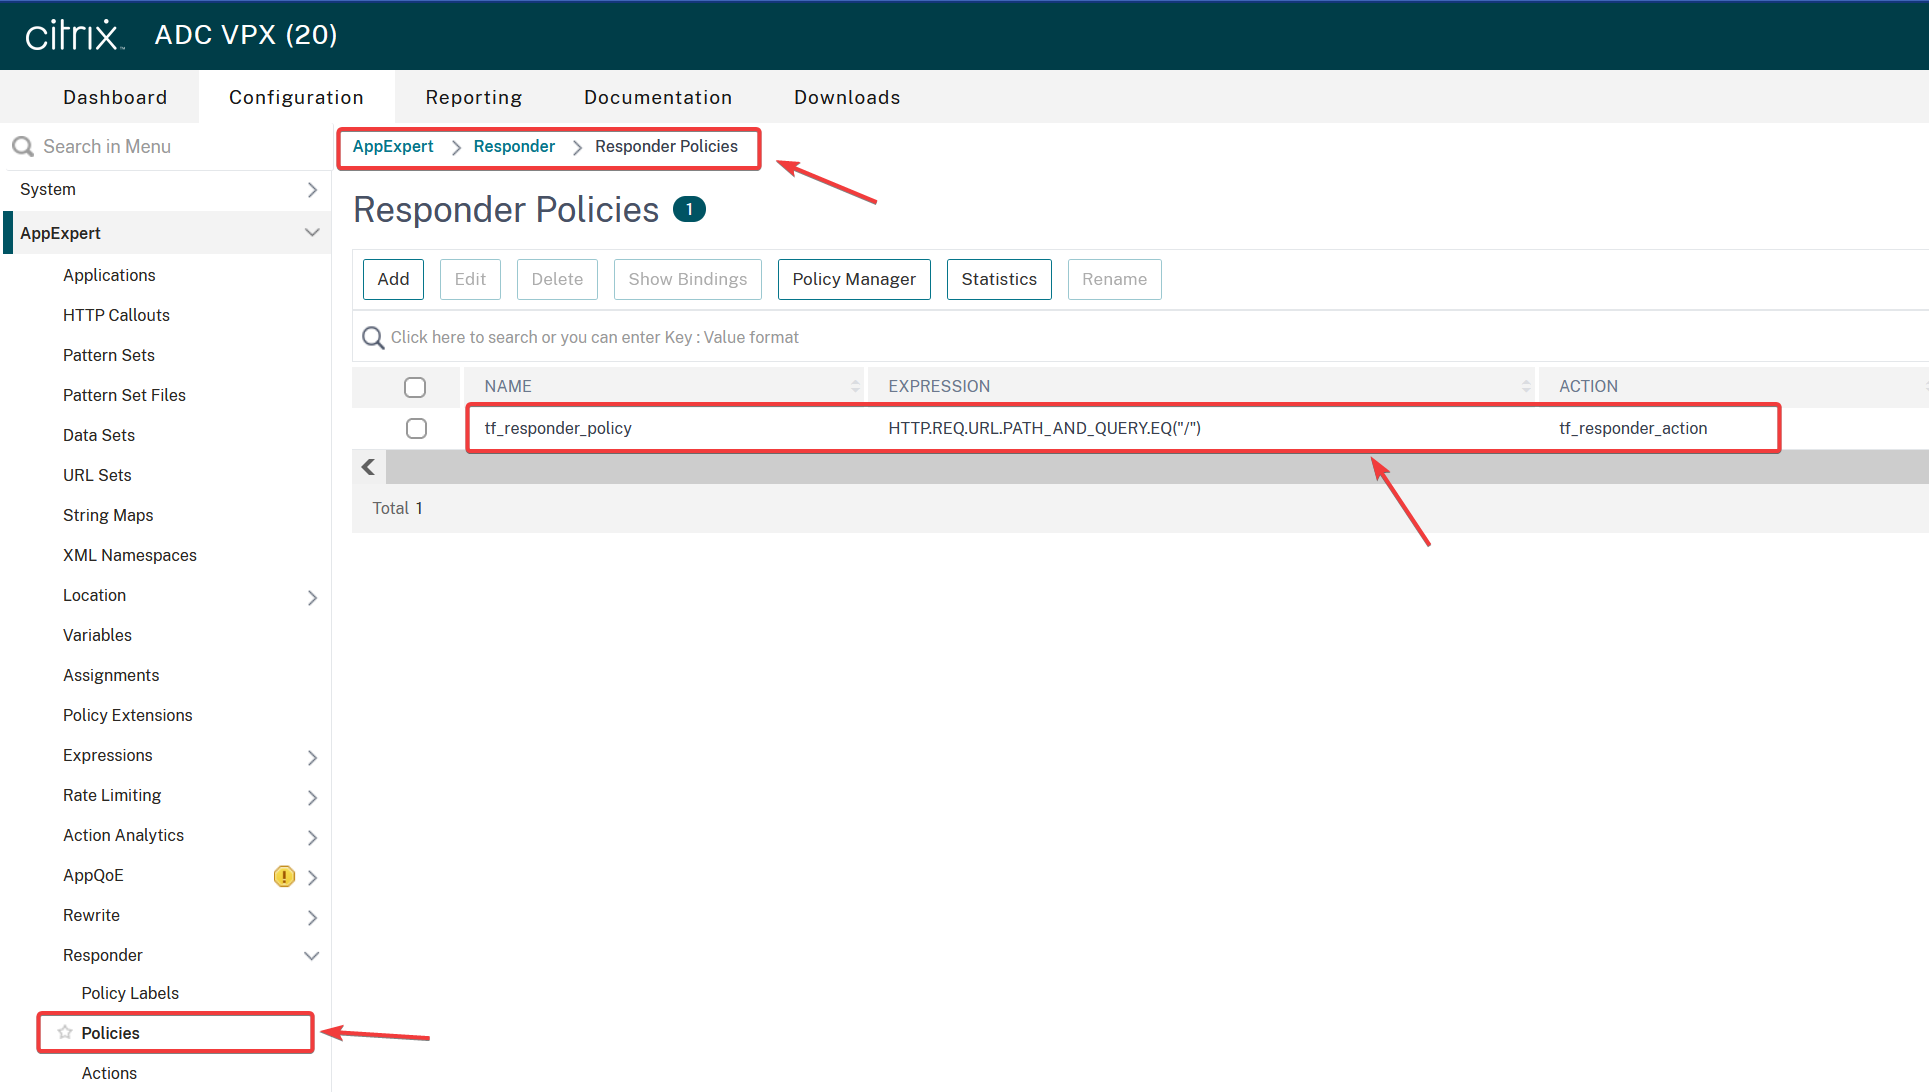 citrix ADC VPX (20)
Dashboard Configuration Reporting Documentation Downloads
Search in Menu
System
AppExpert
Applications
HTTP Callouts
Pattern Sets
Pattern Set Files
Data Sets
URL Sets
String Maps
XML Namespaces
Location
Variables
Assignments
Policy Extensions
Expressions
Rate Limiting
Action Analytics
AppQoE
Rewrite
Responder
Policy Labels
Policies
Actions
AppExpert > Responder > Responder Policies
Responder Policies 1
Add Edit Delete Show Bindings Policy Manager Statistics Rename
Click here to search or you can enter Key : Value format
NAME EXPRESSION ACTION
tf_responder_policy HTTP.REQ.URL.PATH_AND_QUERY.EQ("/") tf_responder_action
Total 1